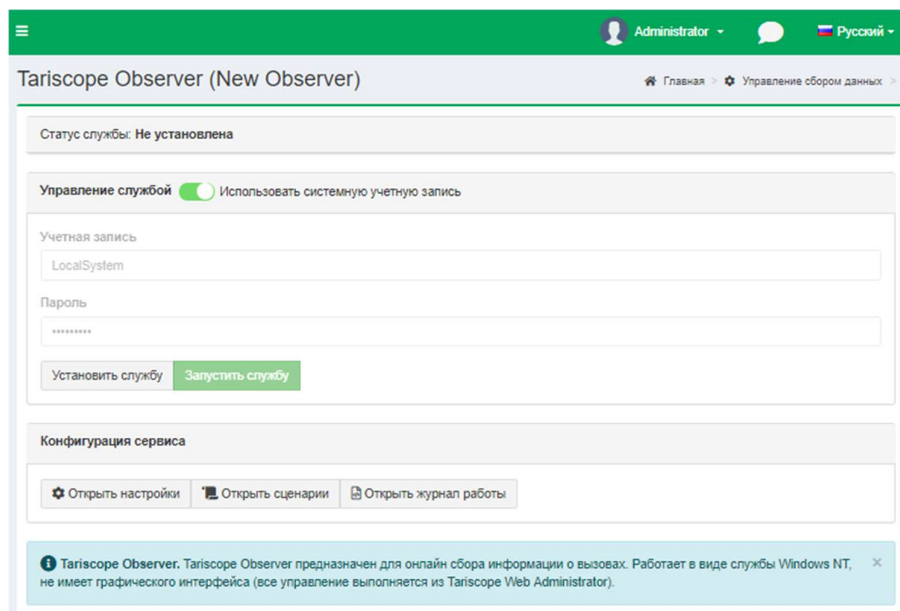 Administrator
Русский
Tariscope Observer (New Observer)
Главная > Управление сбором данных >
Статус службы: Не установлена
Управление службой Использовать системную учетную запись
Учетная запись
LocalSystem
Пароль
•••••••••
Установить службу Запустить службу
Конфигурация сервиса
Открыть настройки Открыть сценарии Открыть журнал работы
Tariscope Observer. Tariscope Observer предназначен для онлайн сбора информации о вызовах. Работает в виде службы Windows NT, ×
не имеет графического интерфейса (все управление выполняется из Tariscope Web Administrator).